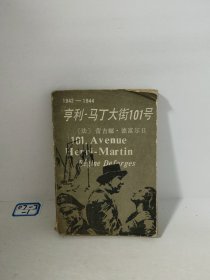 1942—1944
亨利·马丁大街101号
〔法〕 雷吉娜·德福尔日
101, Avenue
Henri-Martin
Régine Deforges